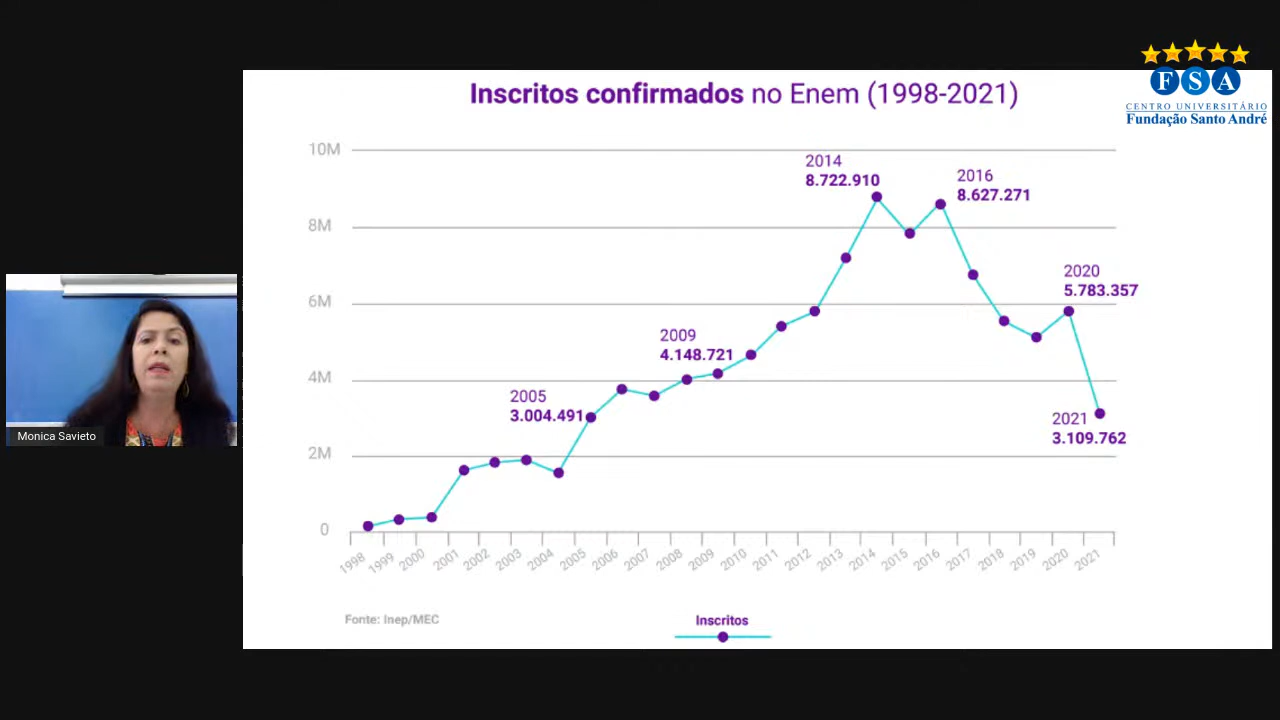 FSA
CENTRO UNIVERSITÁRIO
Fundação Santo André
Inscritos confirmados no Enem (1998-2021)
10M
8M
6M
4M
2M
0
2005
3.004.491
2009
4.148.721
2014
8.722.910
2016
8.627.271
2020
5.783.357
2021
3.109.762
1998 1999 2000 2001 2002 2003 2004 2005 2006 2007 2008 2009 2010 2011 2012 2013 2014 2015 2016 2017 2018 2019 2020 2021
Fonte: Inep/MEC
Inscritos
Monica Savieto